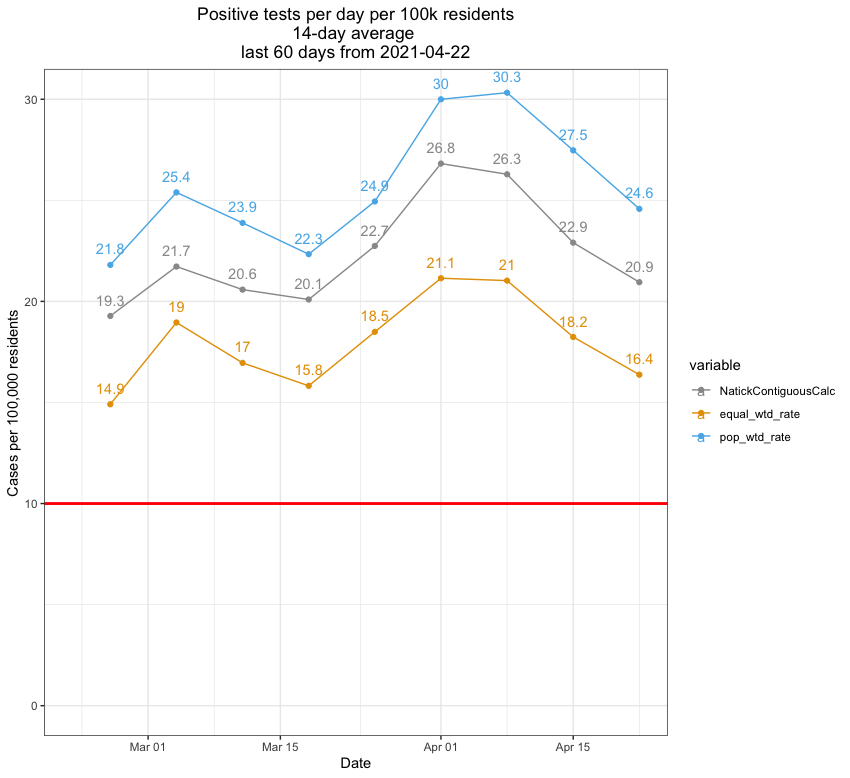 Positive tests per day per 100k residents
14-day average
last 60 days from 2021-04-22
Cases per 100,000 residents
30
20
10
0
21.8
25.4
23.9
22.3
24.9
30
30.3
27.5
24.6
19.3
21.7
20.6
20.1
22.7
26.8
26.3
22.9
20.9
14.9
19
17
15.8
18.5
21.1
21
18.2
16.4
Mar 01
Mar 15
Apr 01
Apr 15
Date
variable
a NatickContiguousCalc
a equal_wtd_rate
a pop_wtd_rate